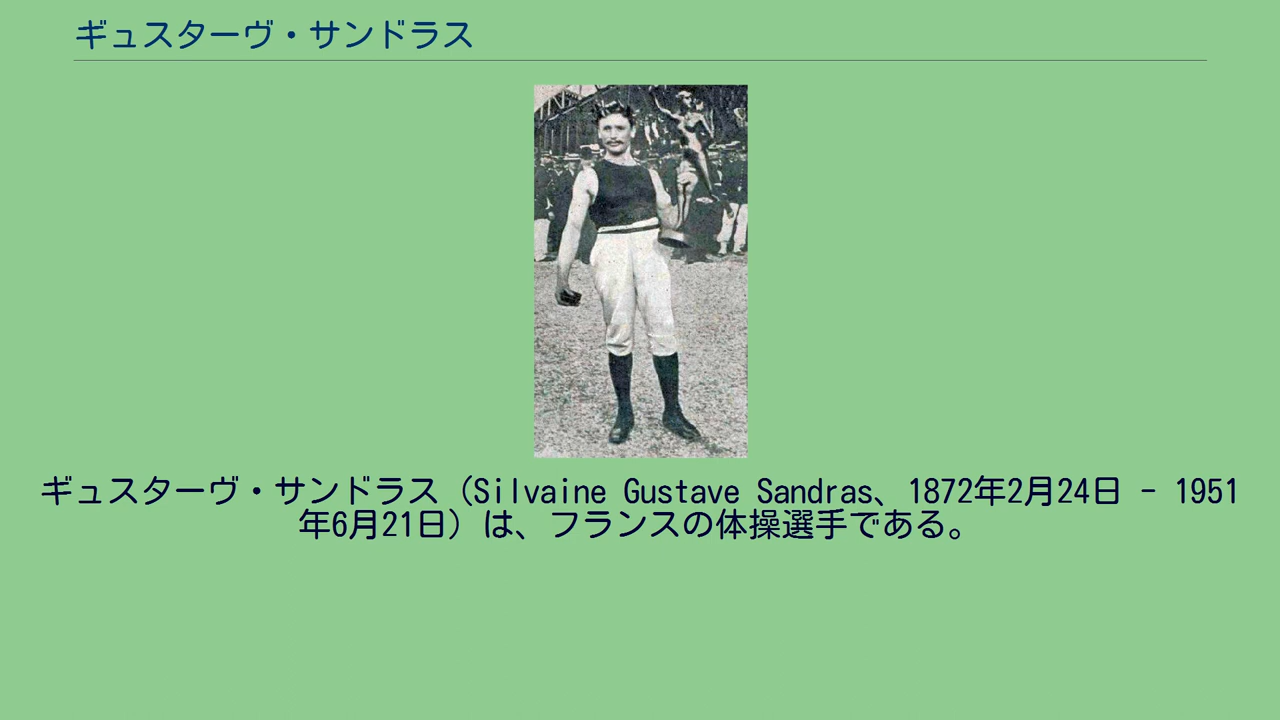 ギュスターヴ・サンドラス
ギュスターヴ・サンドラス（Silvaine Gustave Sandras、1872年2月24日 - 1951
年6月21日）は、フランスの体操選手である。